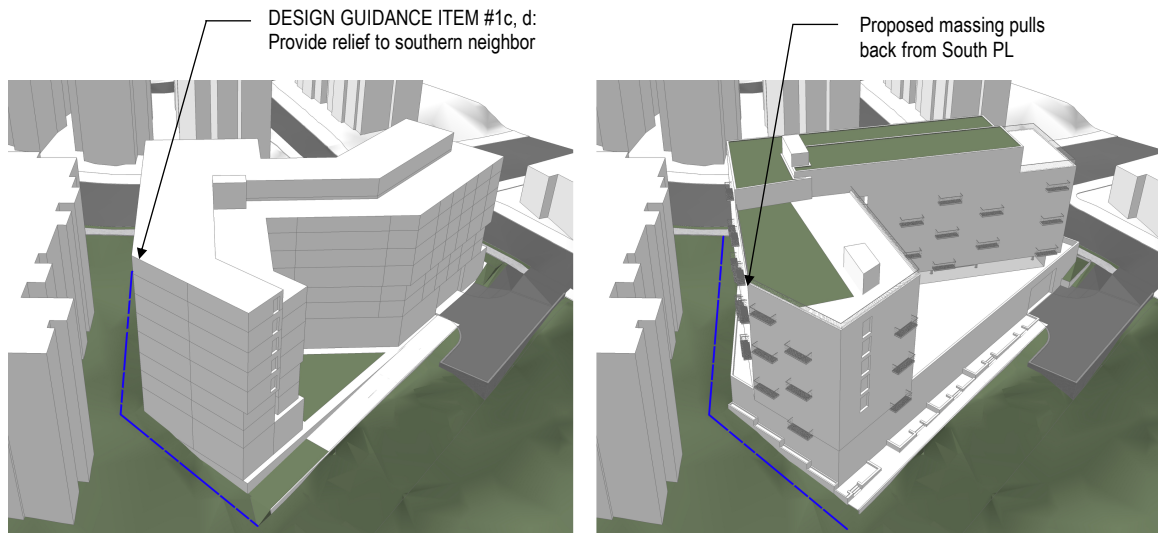 DESIGN GUIDANCE ITEM #1c, d:
Provide relief to southern neighbor
Proposed massing pulls
back from South PL